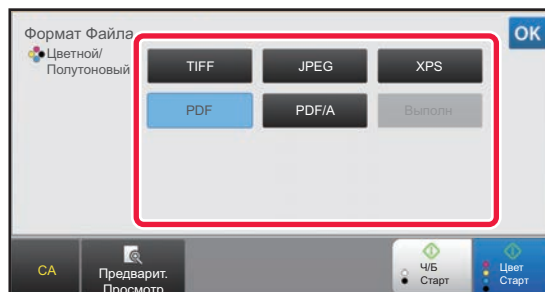 Формат Файла
OK
Цветной/
Полутоновый
TIFF
JPEG
XPS
PDF
PDF/A
Выполн
CA
Предварит.
Просмотр
Ч/Б
Старт
Цвет
Старт